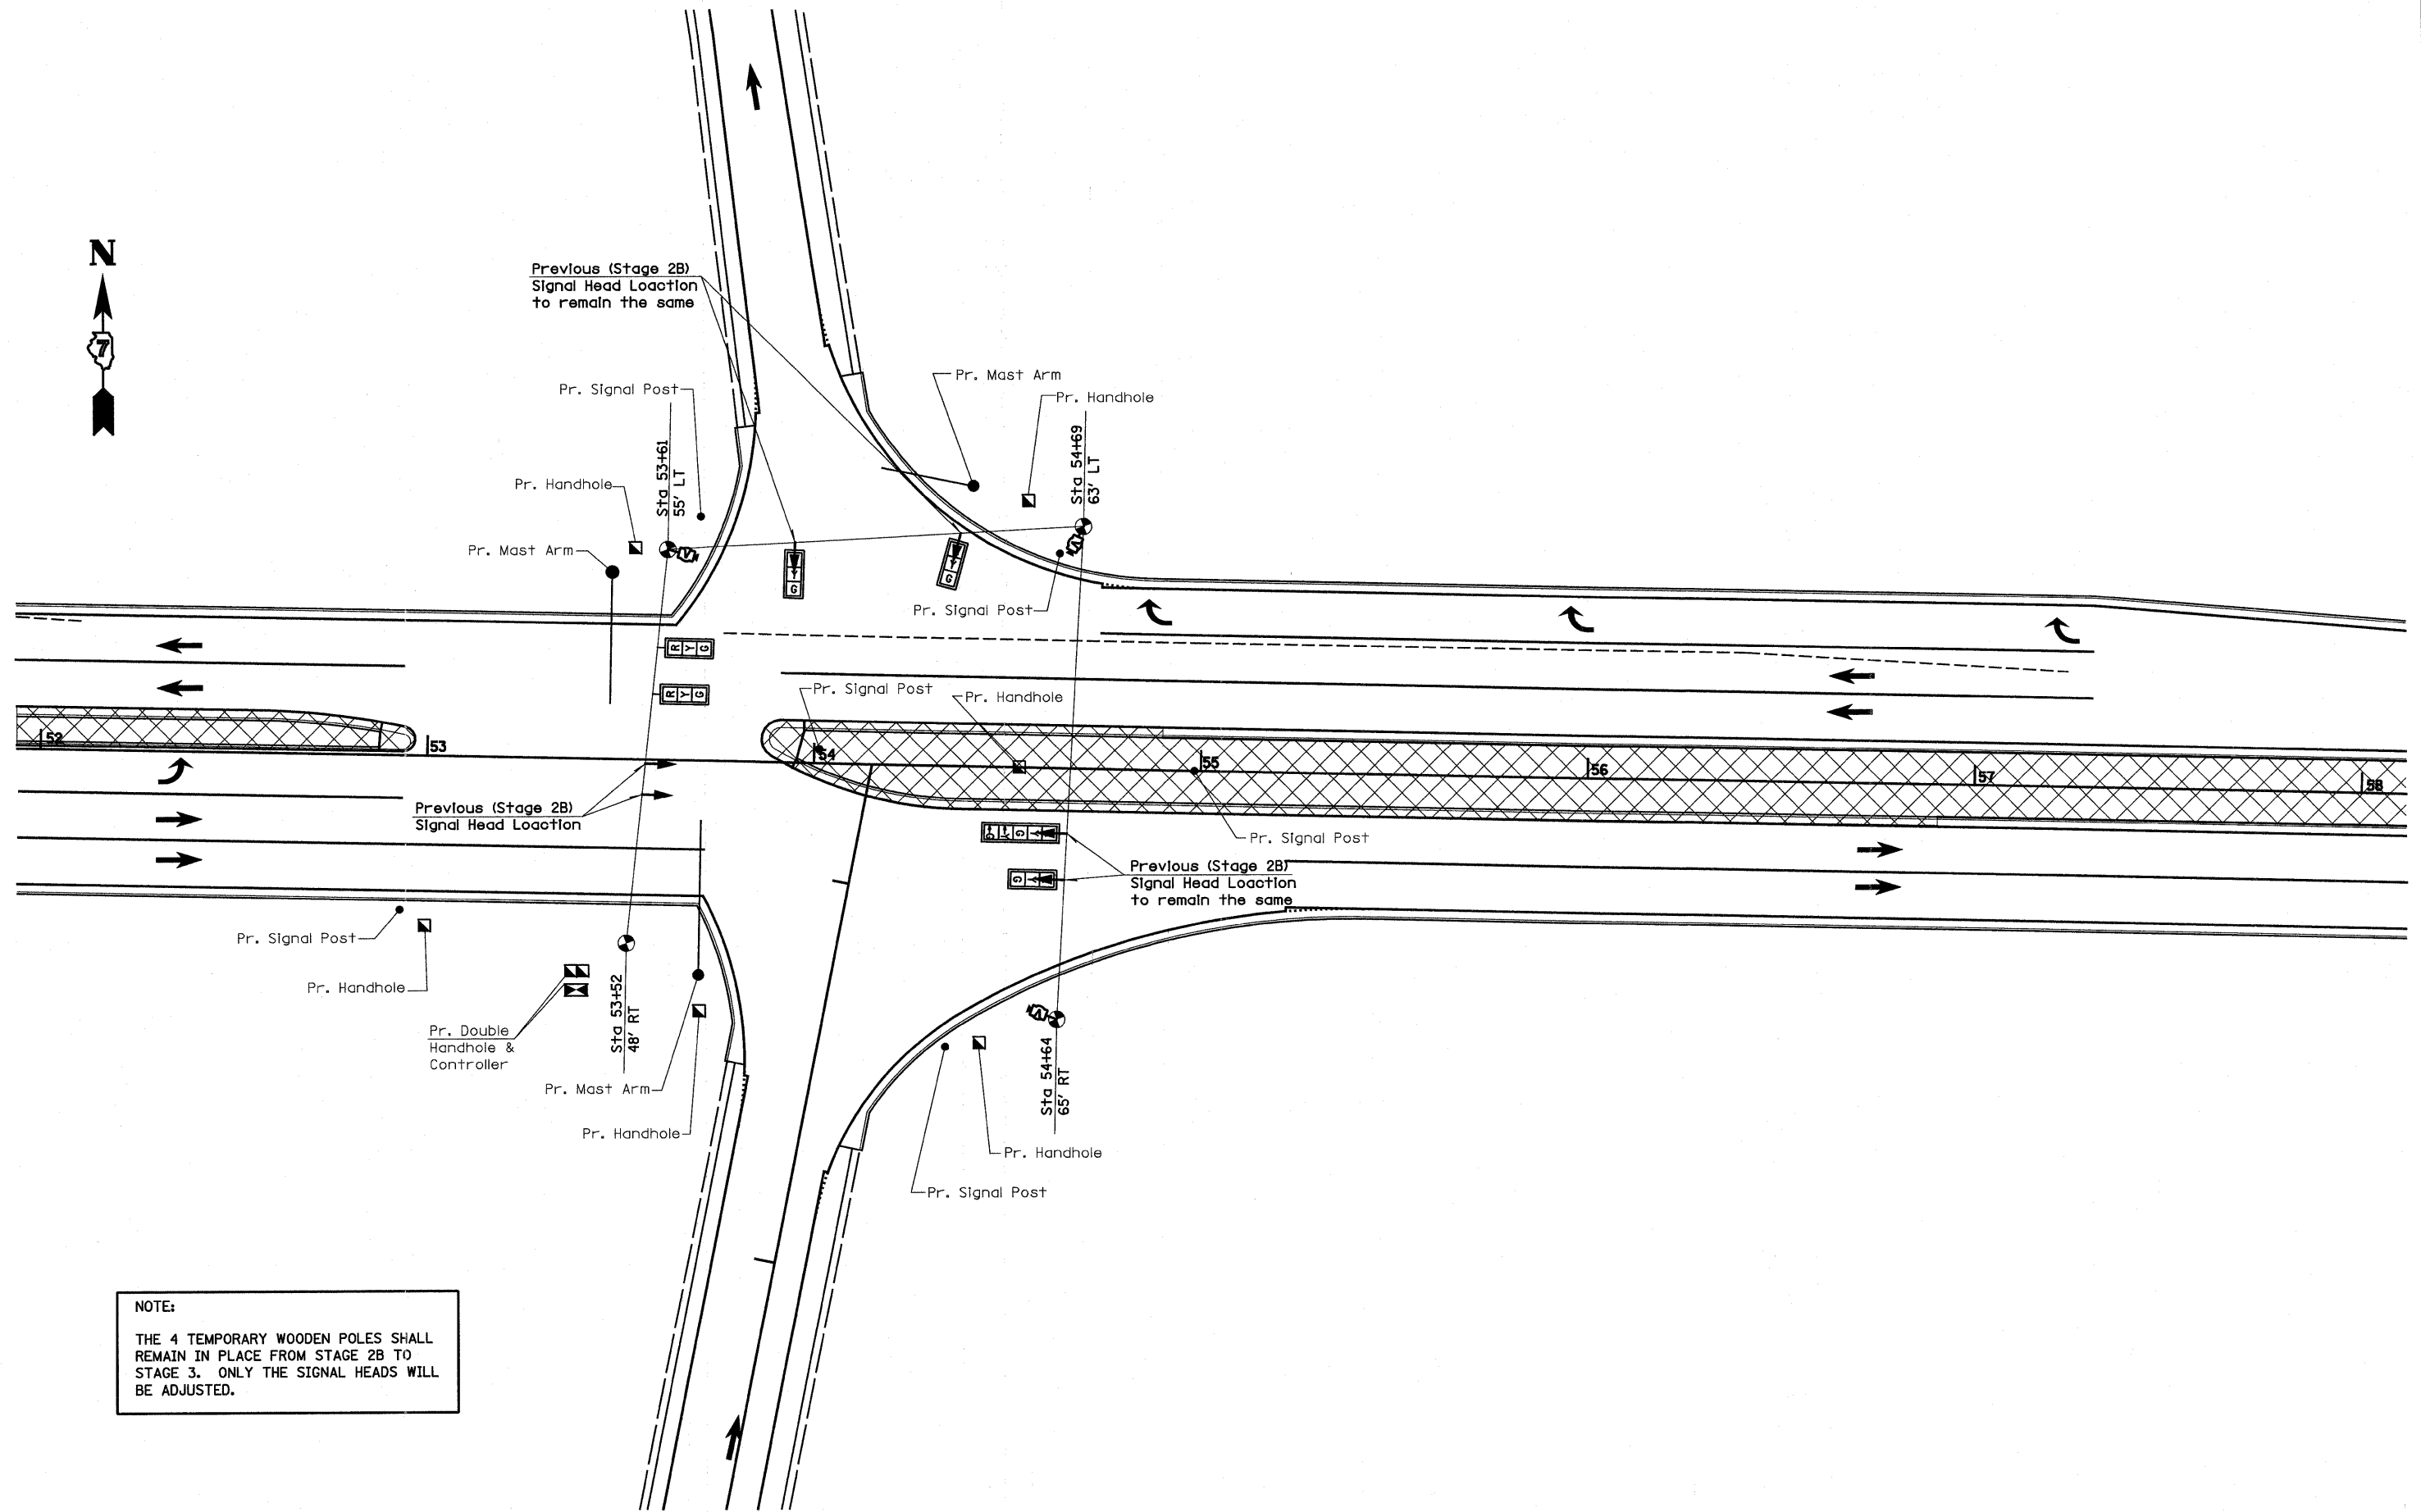 N
7
Previous (Stage 2B)
Signal Head Loaction
to remain the same
Pr. Signal Post
Pr. Mast Arm
Pr. Handhole
Sta 53+61
55' LT
Sta 54+69
63' LT
Pr. Handhole
Pr. Mast Arm
G
Y
G
Y
Pr. Signal Post
R Y G
R Y G
Pr. Signal Post
Pr. Handhole
52
53
54
55
56
57
58
Previous (Stage 2B)
Signal Head Loaction
G Y G Y
G Y
Pr. Signal Post
Previous (Stage 2B)
Signal Head Loaction
to remain the same
Pr. Signal Post
Pr. Handhole
Pr. Double
Handhole &
Controller
Sta 53+52
48' RT
Sta 54+64
65' RT
Pr. Mast Arm
Pr. Handhole
Pr. Handhole
Pr. Signal Post
NOTE:
THE 4 TEMPORARY WOODEN POLES SHALL
REMAIN IN PLACE FROM STAGE 2B TO
STAGE 3. ONLY THE SIGNAL HEADS WILL
BE ADJUSTED.